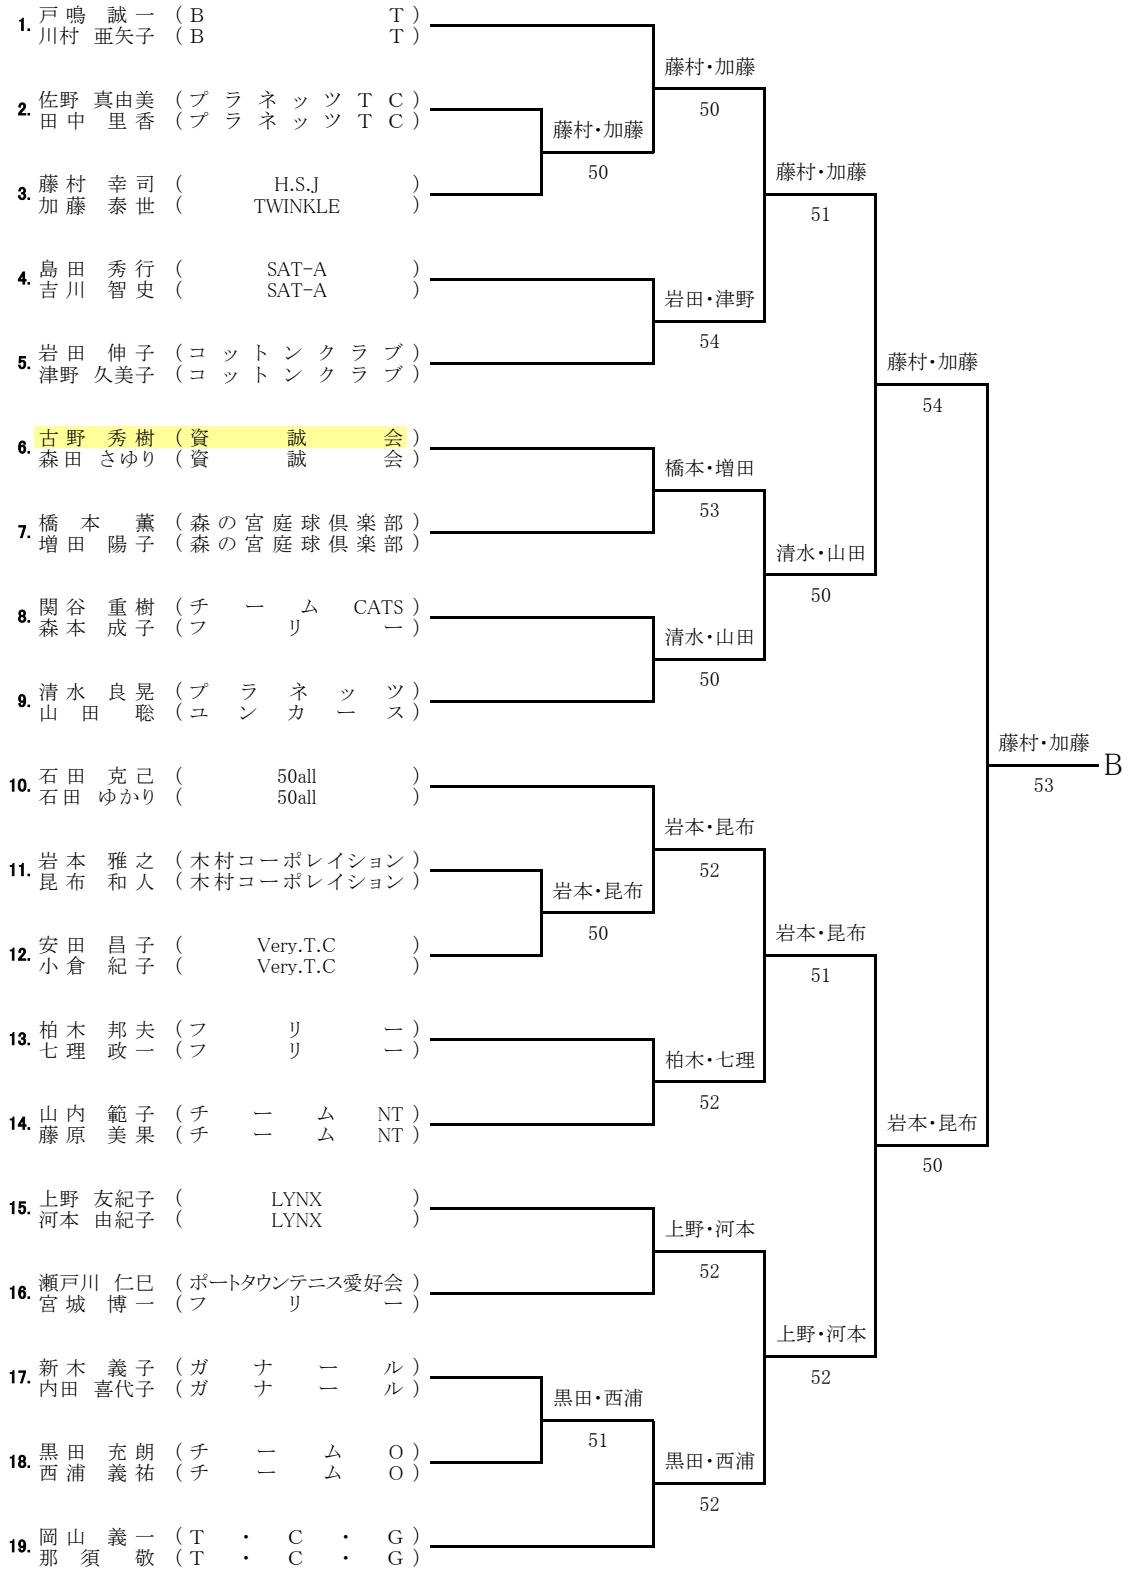 1. 戸鳴 誠一 (B T)
川村 亜矢子 (B T)
2. 佐野 真由美 (プラネッツTC)
田中 里香 (プラネッツTC)
3. 藤村 幸司 (H.S.J)
加藤 泰世 (TWINKLE)
4. 島田 秀行 (SAT-A)
吉川 智史 (SAT-A)
5. 岩田 伸子 (コットンクラブ)
津野 久美子 (コットンクラブ)
6. 古野 秀樹 (資誠会)
森田 さゆり (資誠会)
7. 橋本 薫 (森の宮庭球倶楽部)
増田 陽子 (森の宮庭球倶楽部)
8. 関谷 重樹 (チームCATS)
森本 成子 (フリー)
9. 清水 良晃 (プラネッツ)
山田 聡 (ユンカース)
10. 石田 克己 (50all)
石田 ゆかり (50all)
11. 岩本 雅之 (木村コーポレイション)
昆布 和人 (木村コーポレイション)
12. 安田 昌子 (Very.T.C)
小倉 紀子 (Very.T.C)
13. 柏木 邦夫 (フリー)
七理 政一 (フリー)
14. 山内 範子 (チームNT)
藤原 美果 (チームNT)
15. 上野 友紀子 (LYNX)
河本 由紀子 (LYNX)
16. 瀬戸川 仁巳 (ポートタウンテニス愛好会)
宮城 博一 (フリー)
17. 新木 義子 (ガナール)
内田 喜代子 (ガナール)
18. 黒田 充朗 (チームO)
西浦 義祐 (チームO)
19. 岡山 義一 (T・C・G)
那須 敬 (T・C・G)
藤村・加藤
50
岩本・昆布
50
黒田・西浦
51
藤村・加藤
50
岩田・津野
54
橋本・増田
53
清水・山田
50
岩本・昆布
52
柏木・七理
52
上野・河本
52
黒田・西浦
52
藤村・加藤
51
清水・山田
50
岩本・昆布
51
上野・河本
52
藤村・加藤
54
岩本・昆布
50
藤村・加藤
53
B